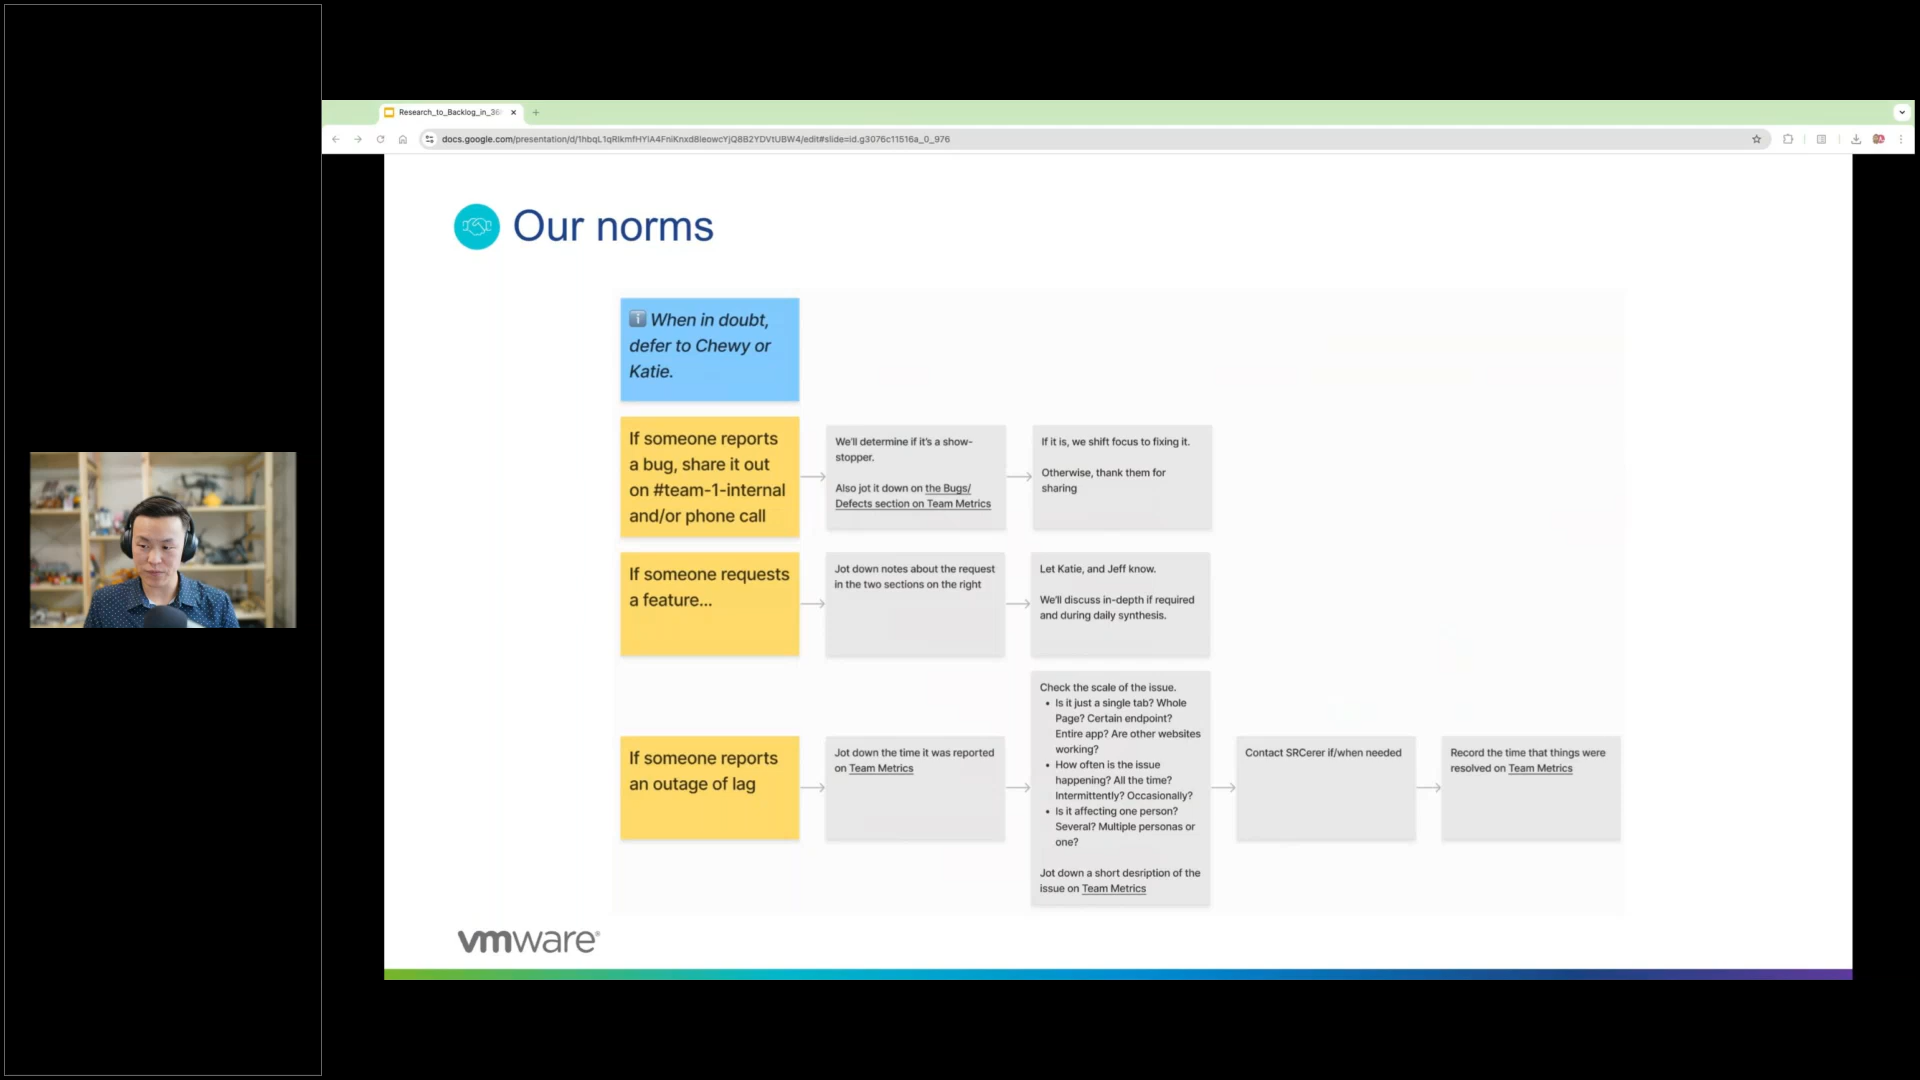 Research_to_Backlog_in_36
docs.google.com/presentation/d/1hbqL1qRlkmfHYlA4FniKnxd8leowcYjQ8B2YDVtUBW4/edit#slide=id.g3076c11516a_0_976
Our norms
When in doubt,
defer to Chewy or
Katie.
If someone reports
a bug, share it out
on #team-1-internal
and/or phone call
We'll determine if it's a show-
stopper.
Also jot it down on the Bugs/
Defects section on Team Metrics
If it is, we shift focus to fixing it.
Otherwise, thank them for
sharing
If someone requests
a feature...
Jot down notes about the request
in the two sections on the right
Let Katie, and Jeff know.
We'll discuss in-depth if required
and during daily synthesis.
If someone reports
an outage of lag
Jot down the time it was reported
on Team Metrics
Check the scale of the issue.
• Is it just a single tab? Whole
Page? Certain endpoint?
Entire app? Are other websites
working?
• How often is the issue
happening? All the time?
Intermittently? Occasionally?
• Is it affecting one person?
Several? Multiple personas or
one?
Jot down a short desription of the
issue on Team Metrics
Contact SRCerer if/when needed
Record the time that things were
resolved on Team Metrics
vmware®